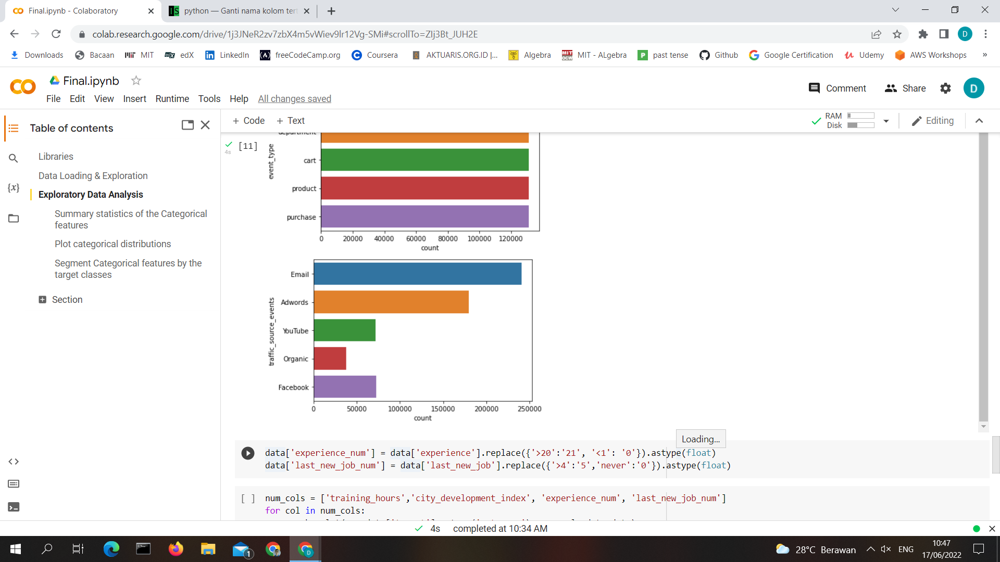 Final.ipynb - Colaboratory
python — Ganti nama kolom tert
colab.research.google.com/drive/1j3JNeR2zv7zbX4m5vWiev9lr12Vg-SMi#scrollTo=ZIj3Bt_JUH2E
D
Downloads
Bacaan
MIT
edX
LinkedIn
freeCodeCamp.org
Coursera
AKTUARIS.ORG.ID |...
Algebra
MIT - ALgebra
past tense
Github
Google Certification
Udemy
AWS Workshops
»
Final.ipynb
Comment
Share
D
File Edit View Insert Runtime Tools Help All changes saved
Table of contents
+ Code + Text
RAM
Disk
Editing
Libraries
Data Loading & Exploration
Exploratory Data Analysis
Summary statistics of the Categorical
features
Plot categorical distributions
Segment Categorical features by the
target classes
Section
{x}
4s
[11]
department
cart
product
purchase
event_type
0 20000 40000 60000 80000 100000 120000
count
Email
Adwords
YouTube
Organic
Facebook
traffic_source_events
0 50000 100000 150000 200000 250000
count
Loading...
data['experience_num'] = data['experience'].replace({'>20':'21', '<1': '0'}).astype(float)
data['last_new_job_num'] = data['last_new_job'].replace({'>4':'5','never':'0'}).astype(float)
[ ] num_cols = ['training_hours','city_development_index', 'experience_num', 'last_new_job_num']
for col in num_cols:
4s completed at 10:34 AM
1
D
28°C Berawan
ENG
10:47
17/06/2022